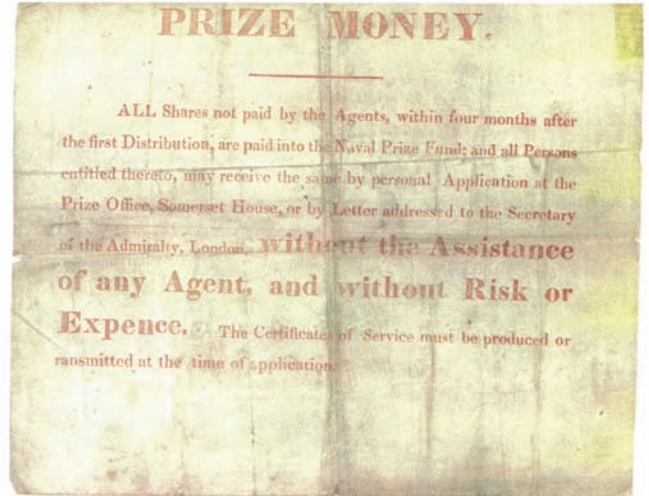 PRIZE MONEY.
ALL Shares not paid by the Agents, within four months after
the first Distribution, are paid into the Naval Prize Fund; and all Persons
entitled thereto, may receive the same by personal Application at the
Prize Office, Somerset House, or by Letter addressed to the Secretary
of the Admiralty, London, without the Assistance
of any Agent, and without Risk or
Expence. The Certificates of Service must be produced or
ransmitted at the time of application.